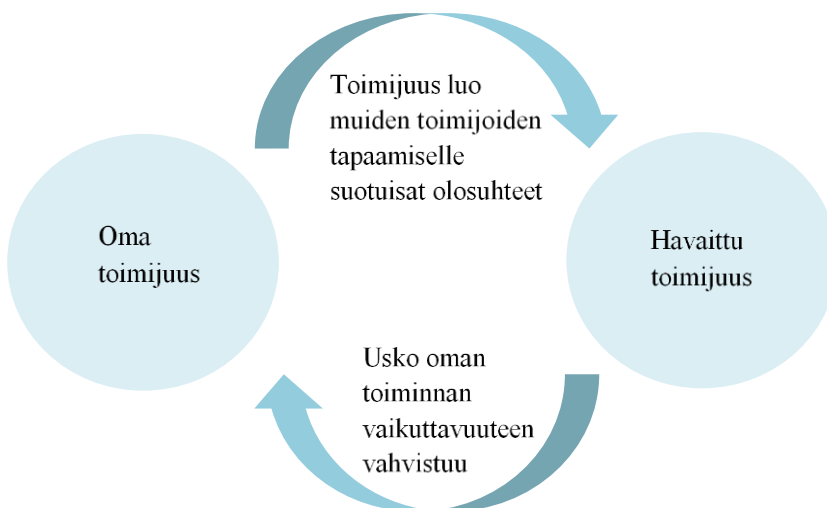 Toimijuus luo
muiden toimijoiden
tapaamiselle
suotuisat olosuhteet
Oma
toimijuus
Havaittu
toimijuus
Usko oman
toiminnan
vaikuttavuuteen
vahvistuu